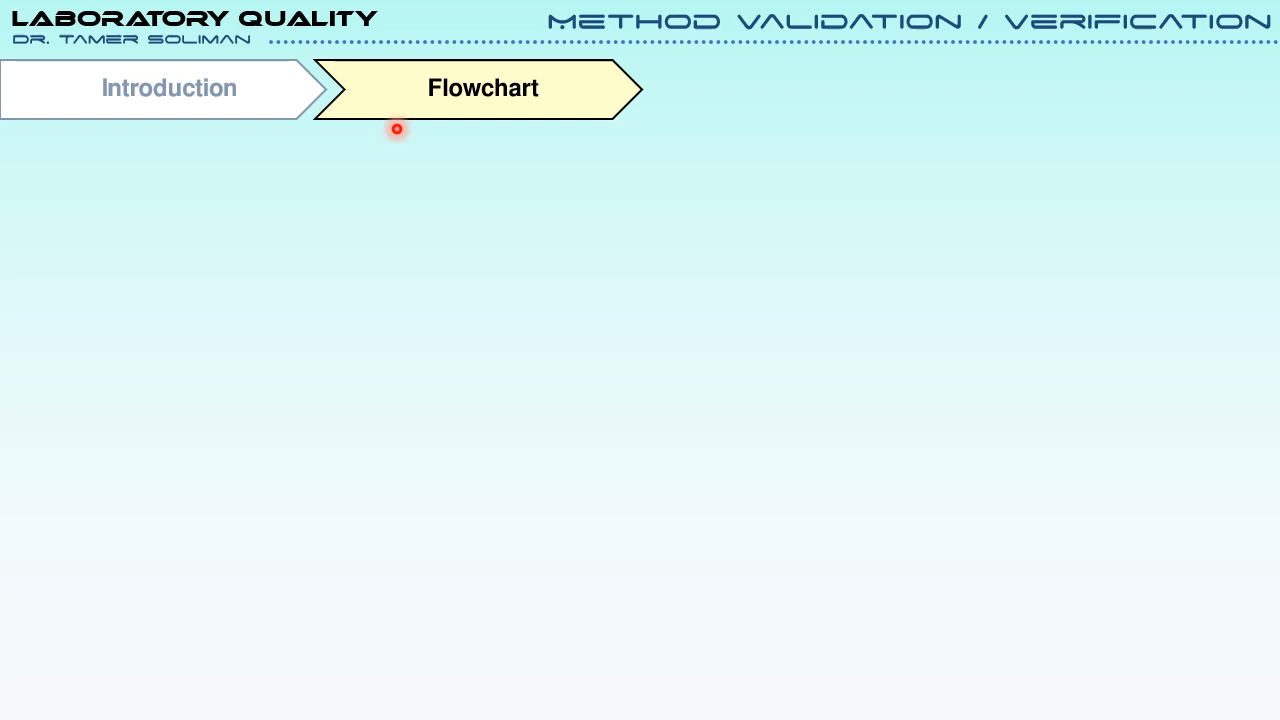 LABORATORY QUALITY
DR. TAMER SOLIMAN
METHOD VALIDATION / VERIFICATION
Introduction
Flowchart